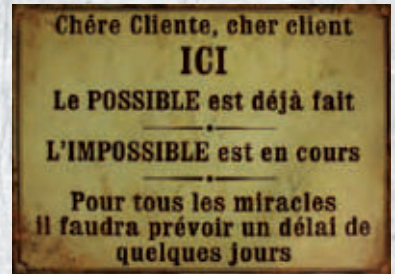 Chére Cliente, cher client
ICI
Le POSSIBLE est déjà fait
L'IMPOSSIBLE est en cours
Pour tous les miracles
il faudra prévoir un délai de
quelques jours